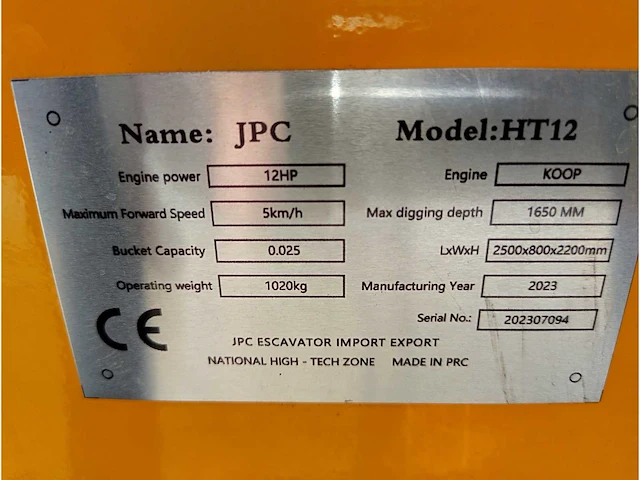 Name: JPC Model:HT12
Engine power 12HP Engine KOOP
Maximum Forward Speed 5km/h Max digging depth 1650 MM
Bucket Capacity 0.025 LxWxH 2500x800x2200mm
Operating weight 1020kg Manufacturing Year 2023
Serial No.: 202307094
CE
JPC ESCAVATOR IMPORT EXPORT
NATIONAL HIGH - TECH ZONE MADE IN PRC